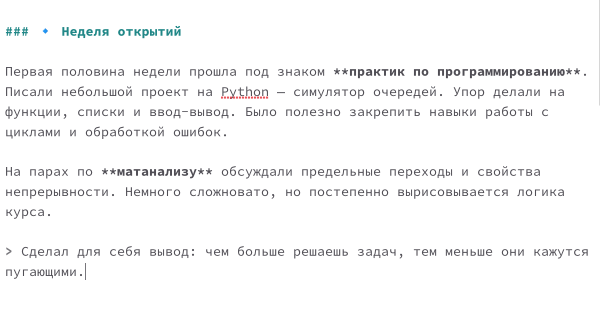 ### 🔹 Неделя открытий
Первая половина недели прошла под знаком **практик по программированию**.
Писали небольшой проект на Python — симулятор очередей. Упор делали на
функции, списки и ввод-вывод. Было полезно закрепить навыки работы с
циклами и обработкой ошибок.
На парах по **матанализу** обсуждали предельные переходы и свойства
непрерывности. Немного сложновато, но постепенно вырисовывается логика
курса.
> Сделал для себя вывод: чем больше решаешь задач, тем меньше они кажутся
пугающими.